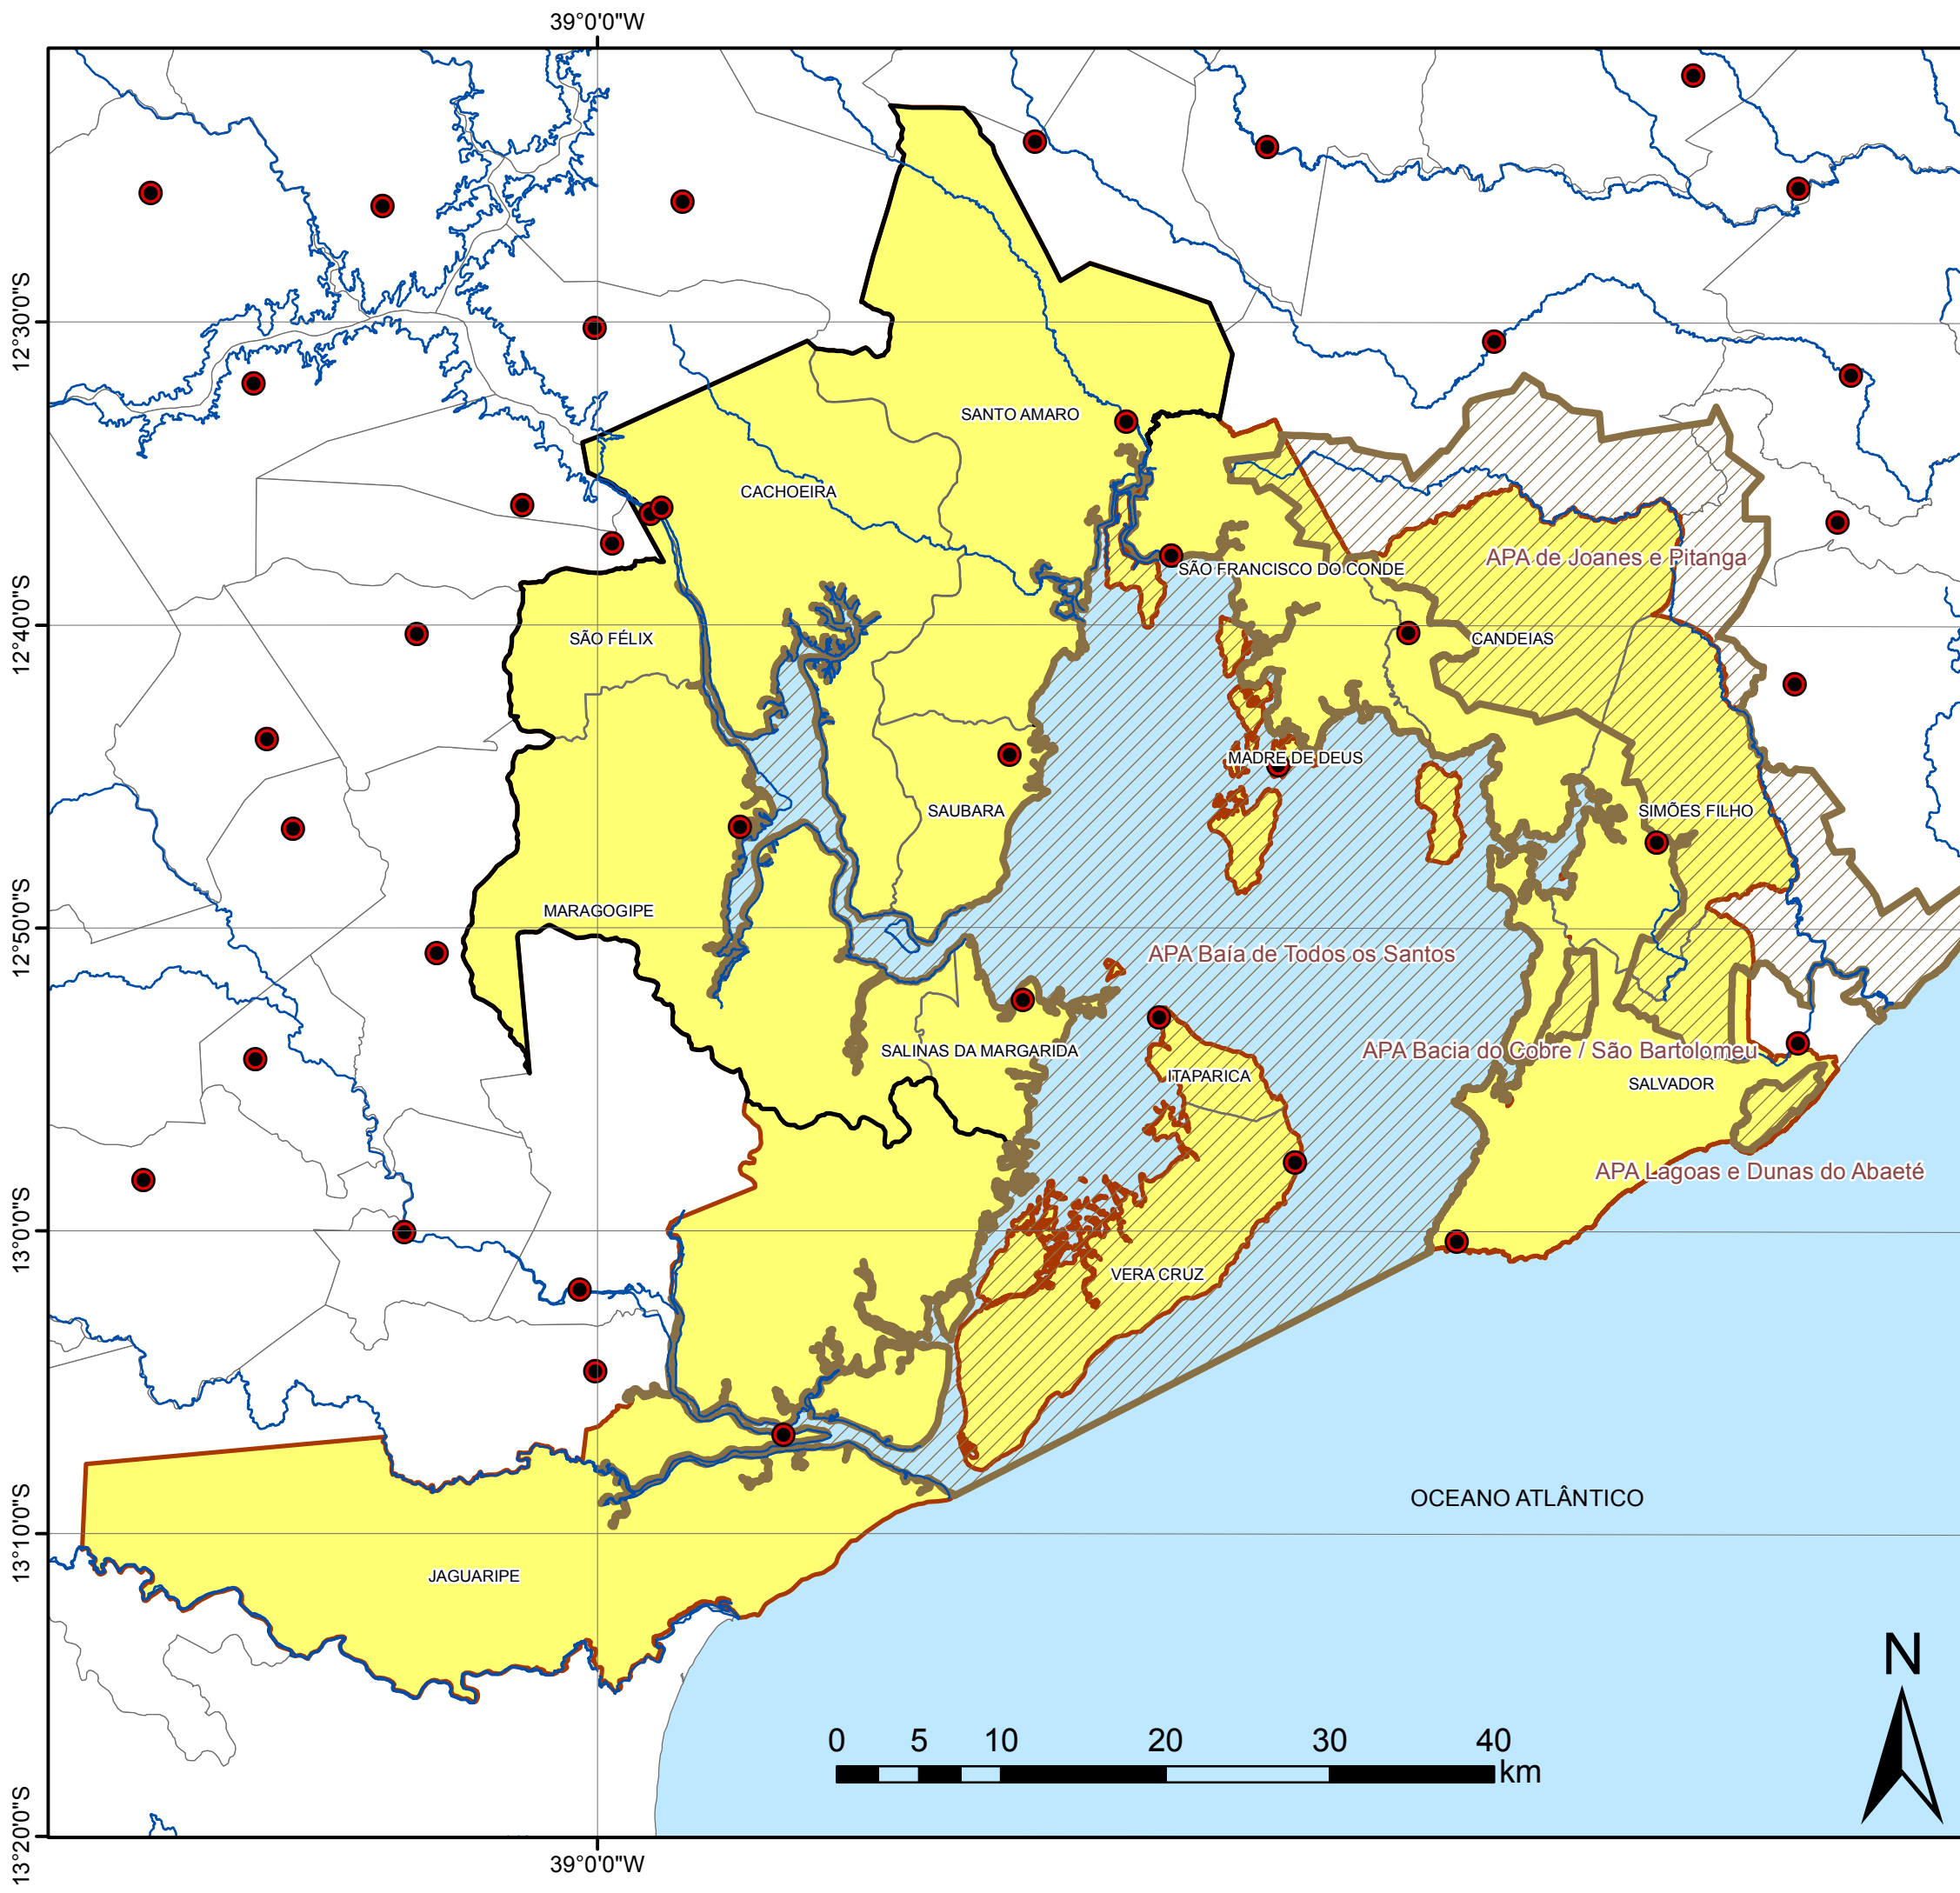 39°0'0"W
12°30'0"S
SANTO AMARO
CACHOEIRA
APA de Joanes e Pitanga
SÃO FRANCISCO DO CONDE
12°40'0"S
SÃO FÉLIX
CANDEIAS
MADRE DE DEUS
SAUBARA
SIMÕES FILHO
MARAGOGIPE
12°50'0"S
APA Baía de Todos os Santos
SALINAS DA MARGARIDA
APA Bacia do Cobre / São Bartolomeu
ITAPARICA
SALVADOR
APA Lagoas e Dunas do Abaeté
13°0'0"S
VERA CRUZ
OCEANO ATLÂNTICO
13°10'0"S
JAGUARIPE
N
0 5 10 20 30 40
km
13°20'0"S
39°0'0"W